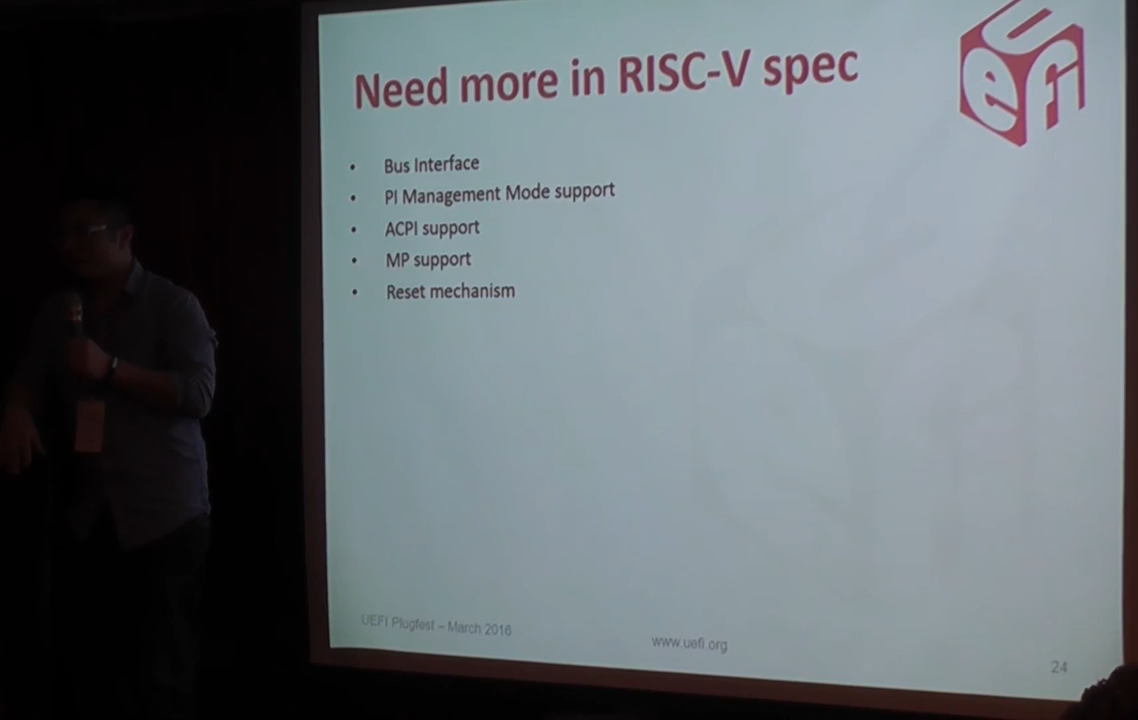 Need more in RISC-V spec
UEFI
• Bus Interface
• PI Management Mode support
• ACPI support
• MP support
• Reset mechanism
UEFI Plugfest – March 2016
www.uefi.org
24